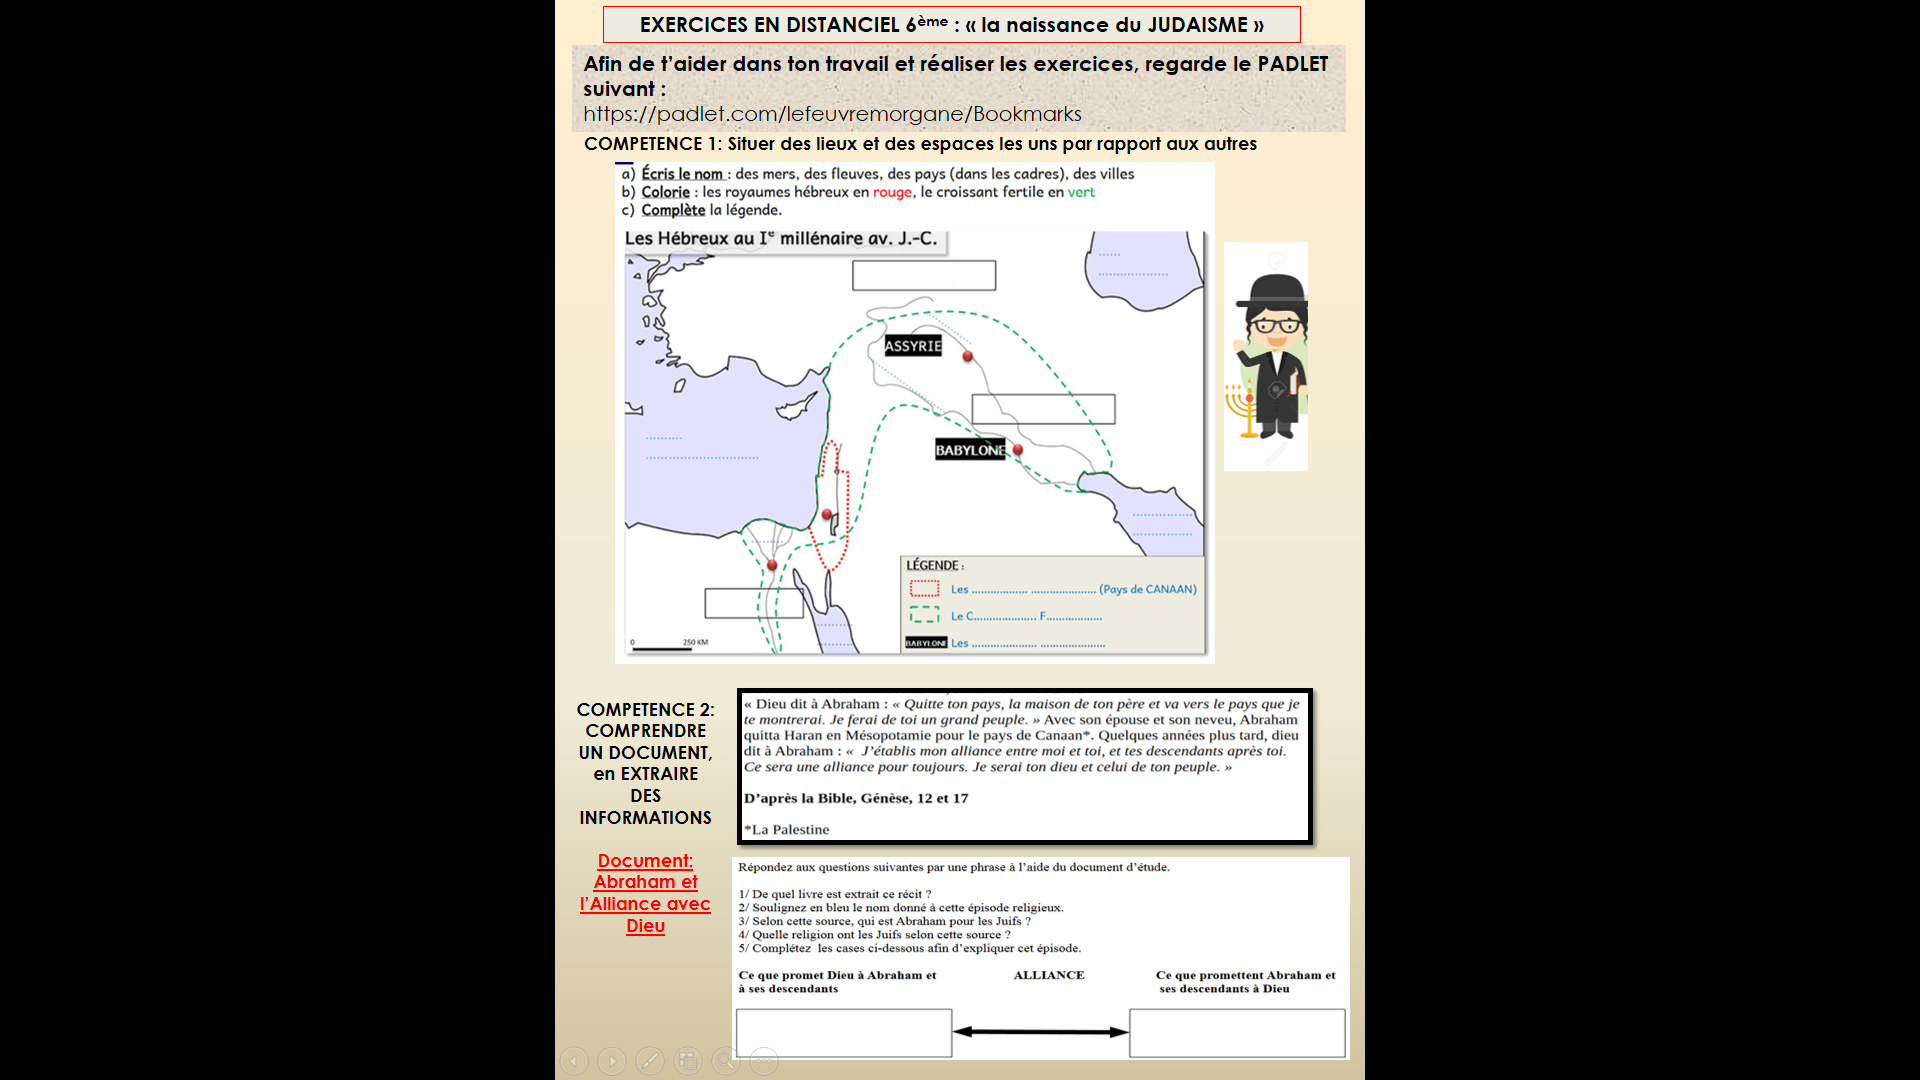 EXERCICES EN DISTANCIEL 6ème : « la naissance du JUDAISME »
Afin de t'aider dans ton travail et réaliser les exercices, regarde le PADLET
suivant :
https://padlet.com/lefeuvremorgane/Bookmarks
COMPETENCE 1: Situer des lieux et des espaces les uns par rapport aux autres
a) Écris le nom : des mers, des fleuves, des pays (dans les cadres), des villes
b) Colorie : les royaumes hébreux en rouge, le croissant fertile en vert
c) Complète la légende.
Les Hébreux au Ie millénaire av. J.-C.
ASSYRIE
BABYLONE
LÉGENDE :
Les .................. ..................... (Pays de CANAAN)
Le C.................... F..................
BABYLONE Les ..................... .....................
0 250 KM
COMPETENCE 2:
COMPRENDRE
UN DOCUMENT,
en EXTRAIRE
DES
INFORMATIONS
Document:
Abraham et
l'Alliance avec
Dieu
« Dieu dit à Abraham : « Quitte ton pays, la maison de ton père et va vers le pays que je
te montrerai. Je ferai de toi un grand peuple. » Avec son épouse et son neveu, Abraham
quitta Haran en Mésopotamie pour le pays de Canaan*. Quelques années plus tard, dieu
dit à Abraham : « J'établis mon alliance entre moi et toi, et tes descendants après toi.
Ce sera une alliance pour toujours. Je serai ton dieu et celui de ton peuple. »
D'après la Bible, Génèse, 12 et 17
*La Palestine
Répondez aux questions suivantes par une phrase à l'aide du document d'étude.
1/ De quel livre est extrait ce récit ?
2/ Soulignez en bleu le nom donné à cette épisode religieux.
3/ Selon cette source, qui est Abraham pour les Juifs ?
4/ Quelle religion ont les Juifs selon cette source ?
5/ Complétez les cases ci-dessous afin d'expliquer cet épisode.
Ce que promet Dieu à Abraham et
à ses descendants
ALLIANCE
Ce que promettent Abraham et
ses descendants à Dieu